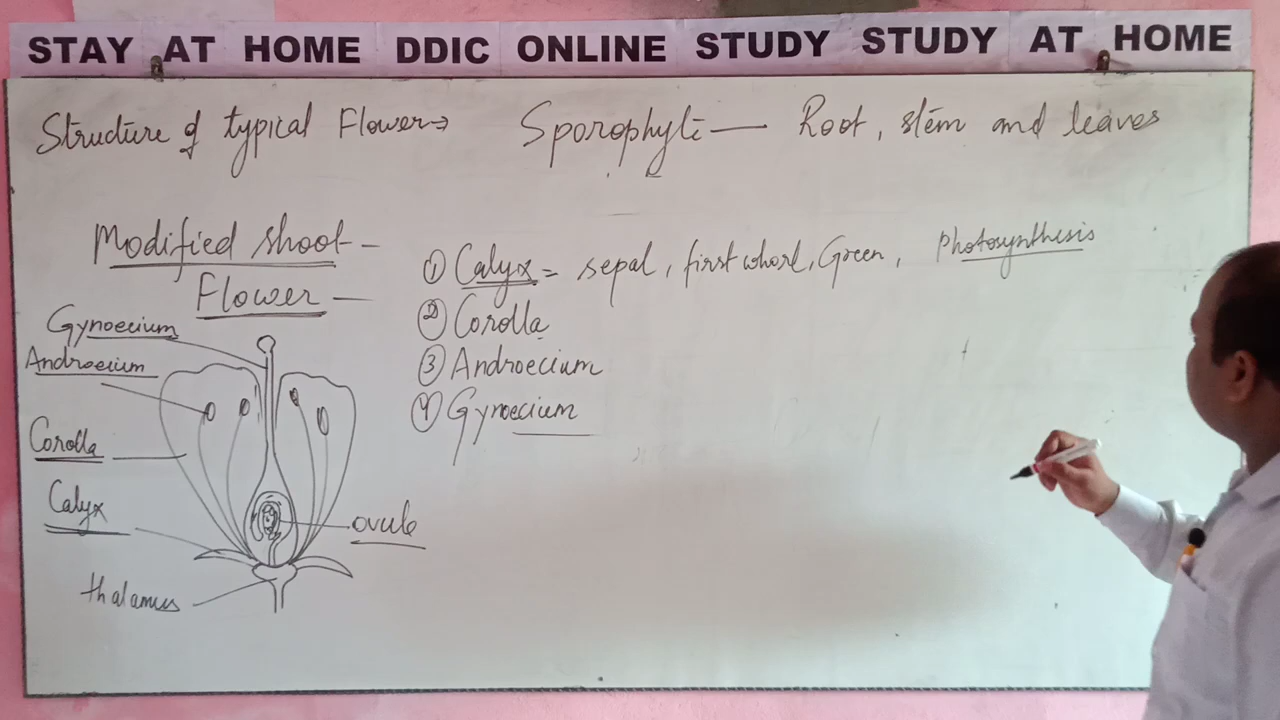 STAY AT HOME DDIC ONLINE STUDY STUDY AT HOME
Structure of typical Flower→ Sporophyte — Root, stem and leaves
Modified shoot —
Flower —
① Calyx = sepal, first whorl, Green, Photosynthesis
② Corolla
③ Androecium
④ Gynoecium
Gynoecium
Androecium
Corolla
Calyx
ovule
thalamus